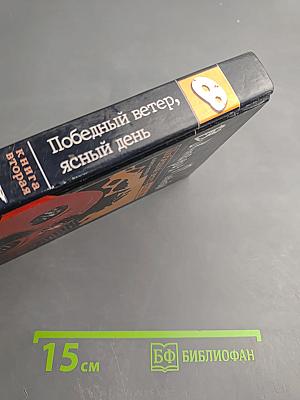 Победный ветер,
ясный день
книга
вторая
15 см
БФ БИБЛИОФАН